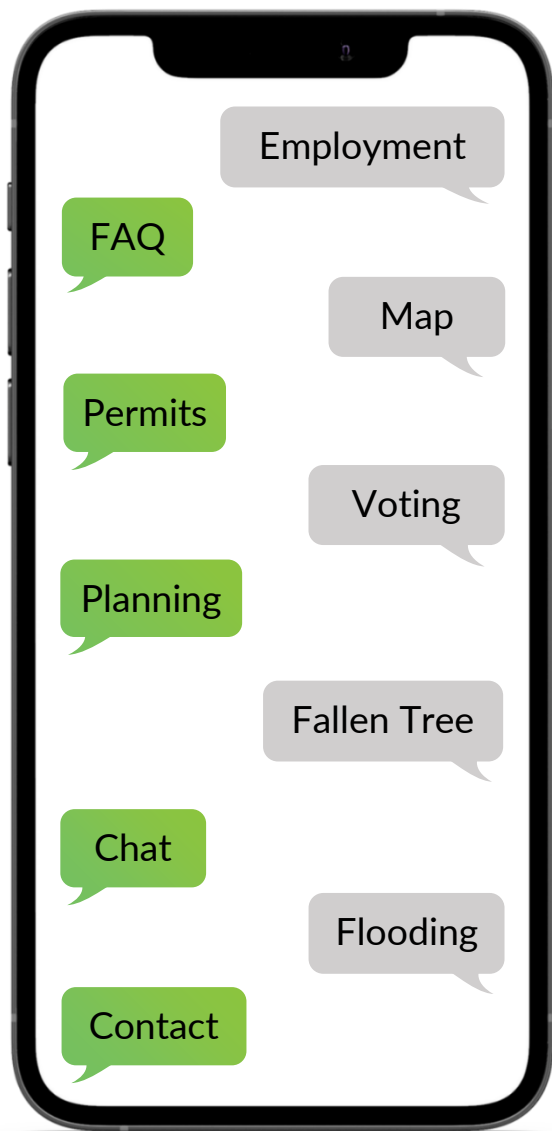 Employment
FAQ
Map
Permits
Voting
Planning
Fallen Tree
Chat
Flooding
Contact